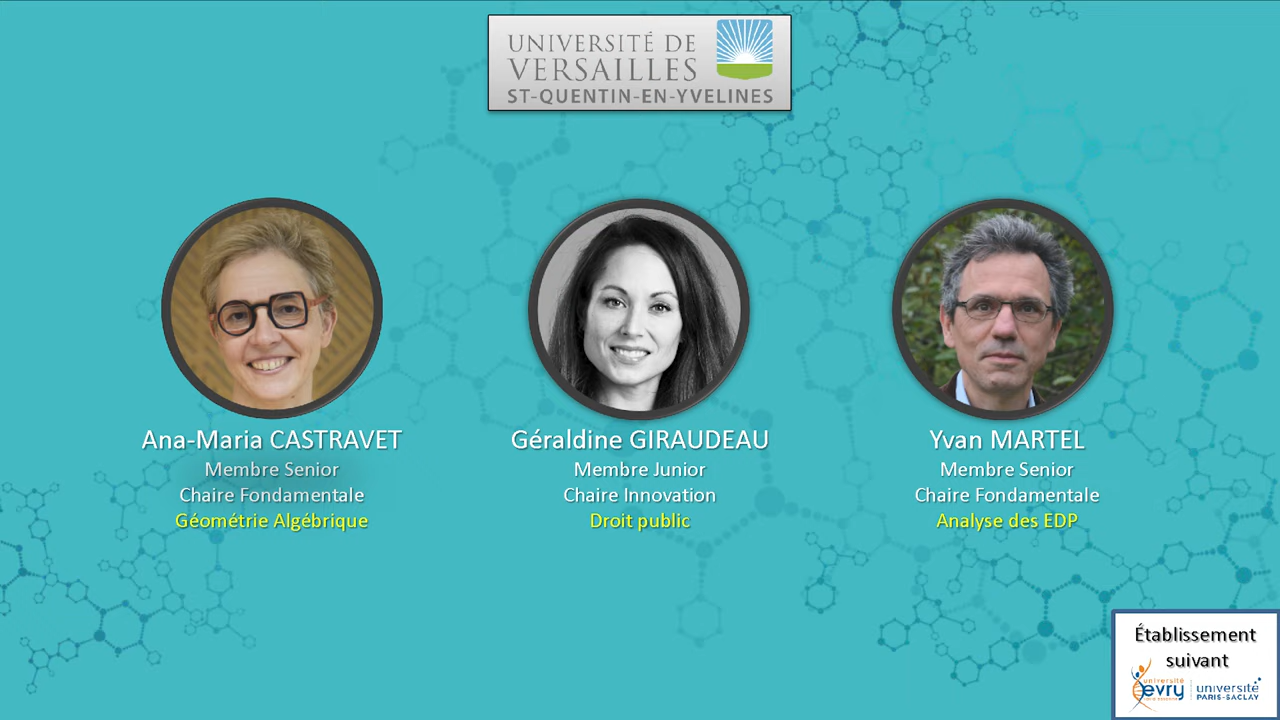 UNIVERSITÉ DE
VERSAILLES
ST-QUENTIN-EN-YVELINES
Ana-Maria CASTRAVET
Membre Senior
Chaire Fondamentale
Géométrie Algébrique
Géraldine GIRAUDEAU
Membre Junior
Chaire Innovation
Droit public
Yvan MARTEL
Membre Senior
Chaire Fondamentale
Analyse des EDP
Établissement
suivant
université
evry
université
PARIS-SACLAY